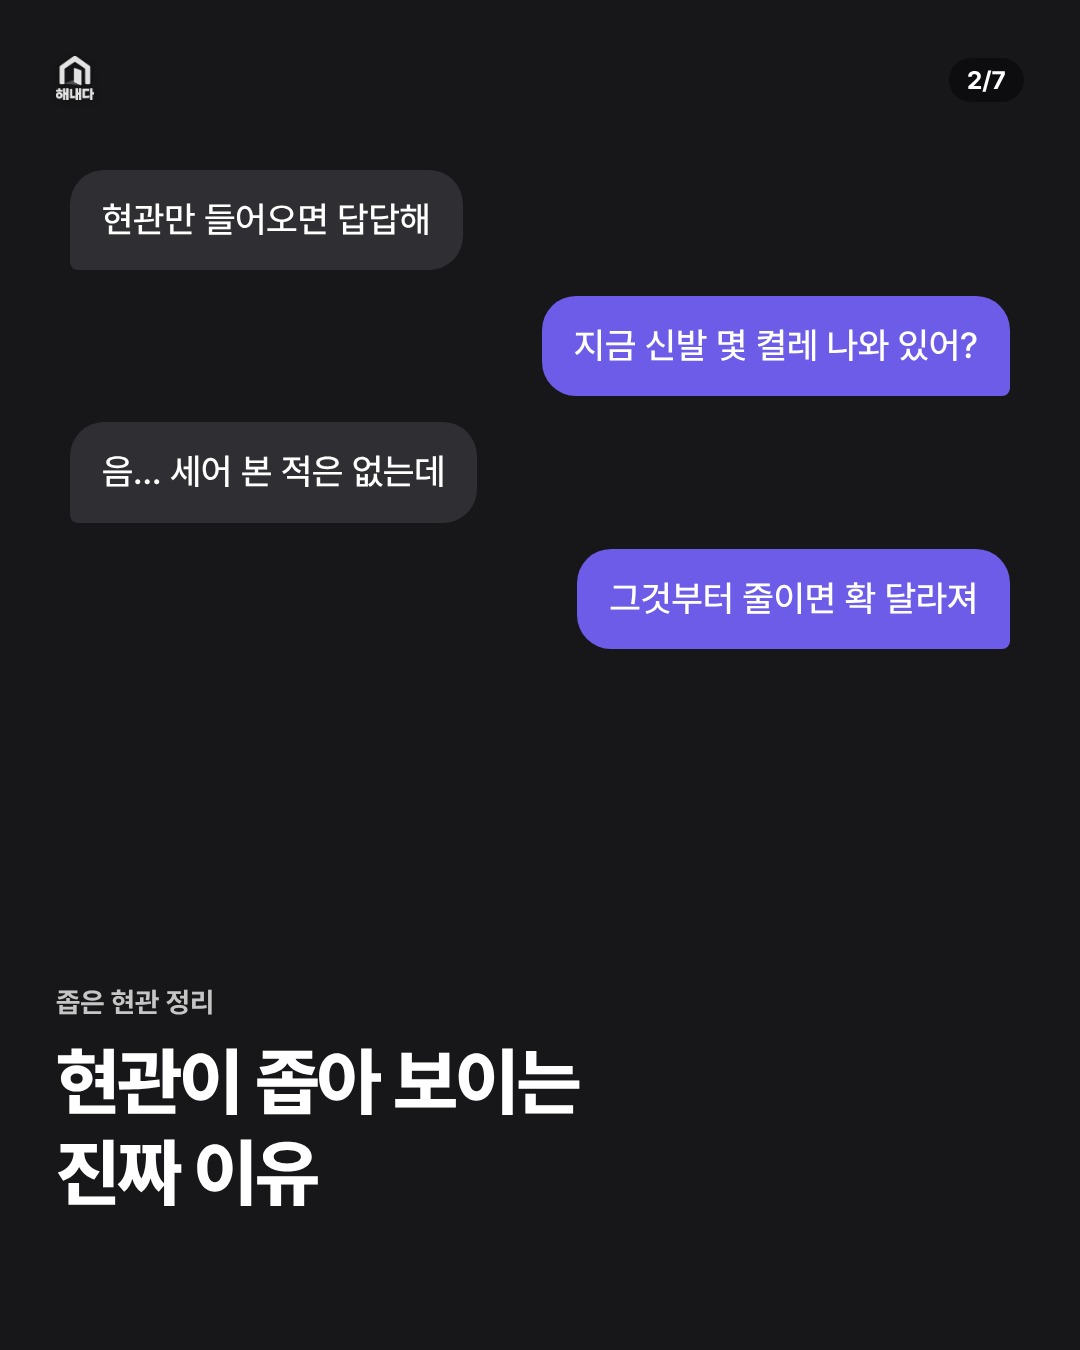 해내다
2/7
현관만 들어오면 답답해
지금 신발 몇 켤레 나와 있어?
음... 세어 본 적은 없는데
그것부터 줄이면 확 달라져
좁은 현관 정리
현관이 좁아 보이는
진짜 이유